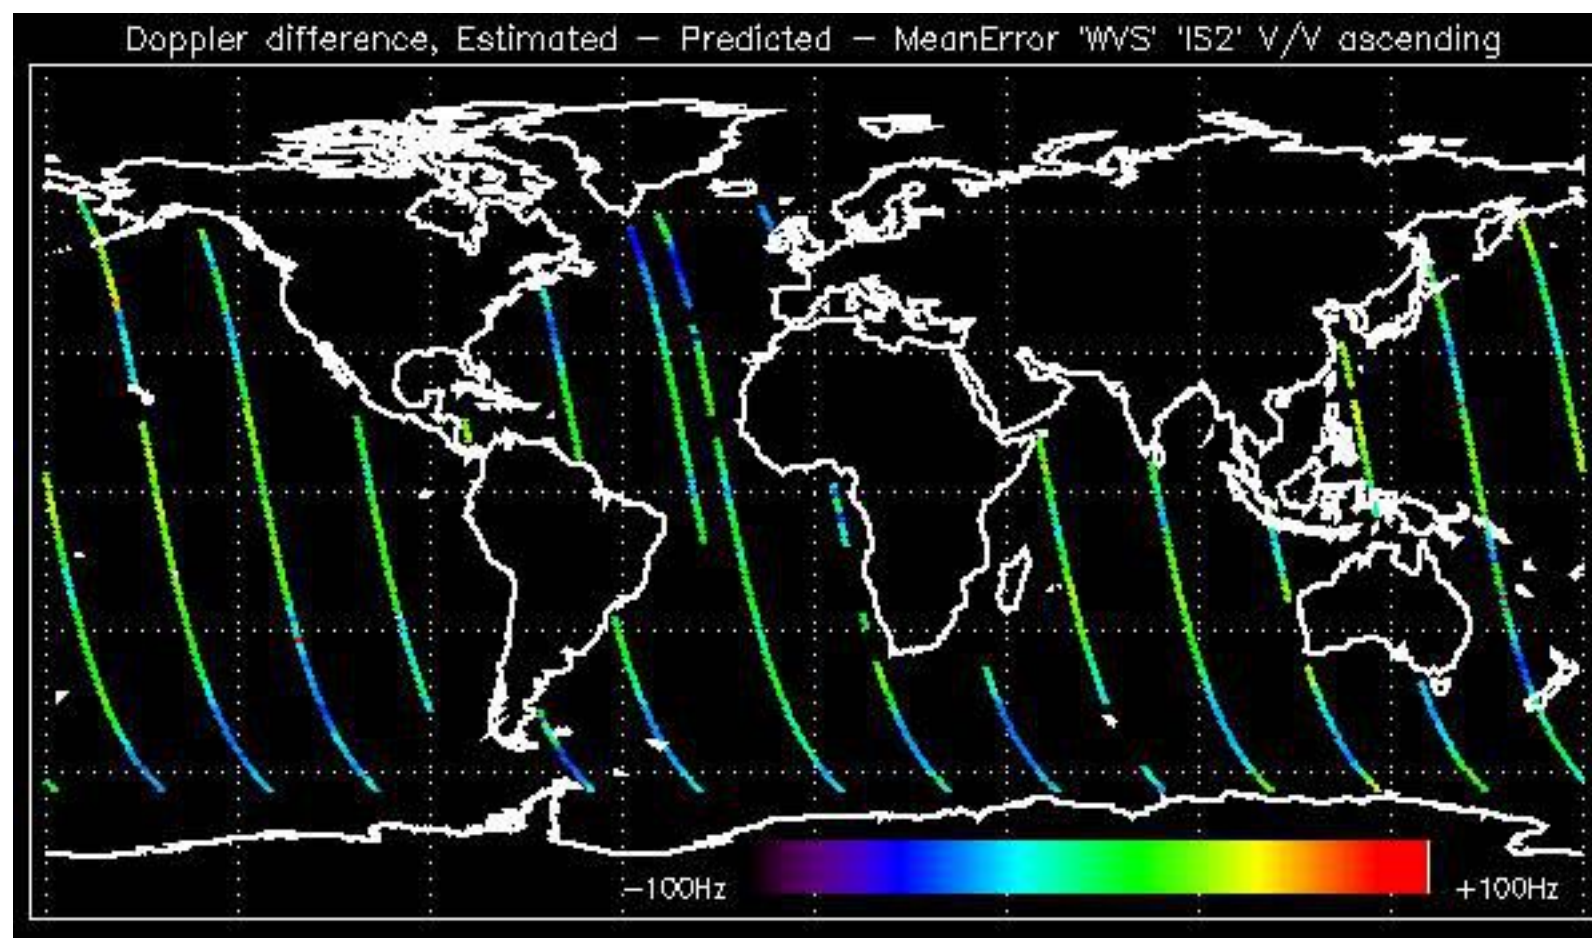 Doppler difference, Estimated — Predicted — MeanError 'WVS' 'IS2' V/V ascending
−100Hz
+100Hz